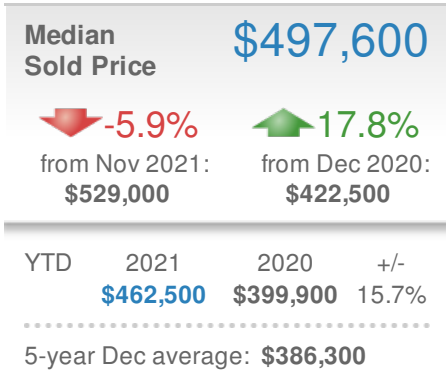 Median $497,600
Sold Price
-5.9% 17.8%
from Nov 2021: from Dec 2020:
$529,000 $422,500
YTD 2021 2020 +/-
$462,500 $399,900 15.7%
5-year Dec average: $386,300